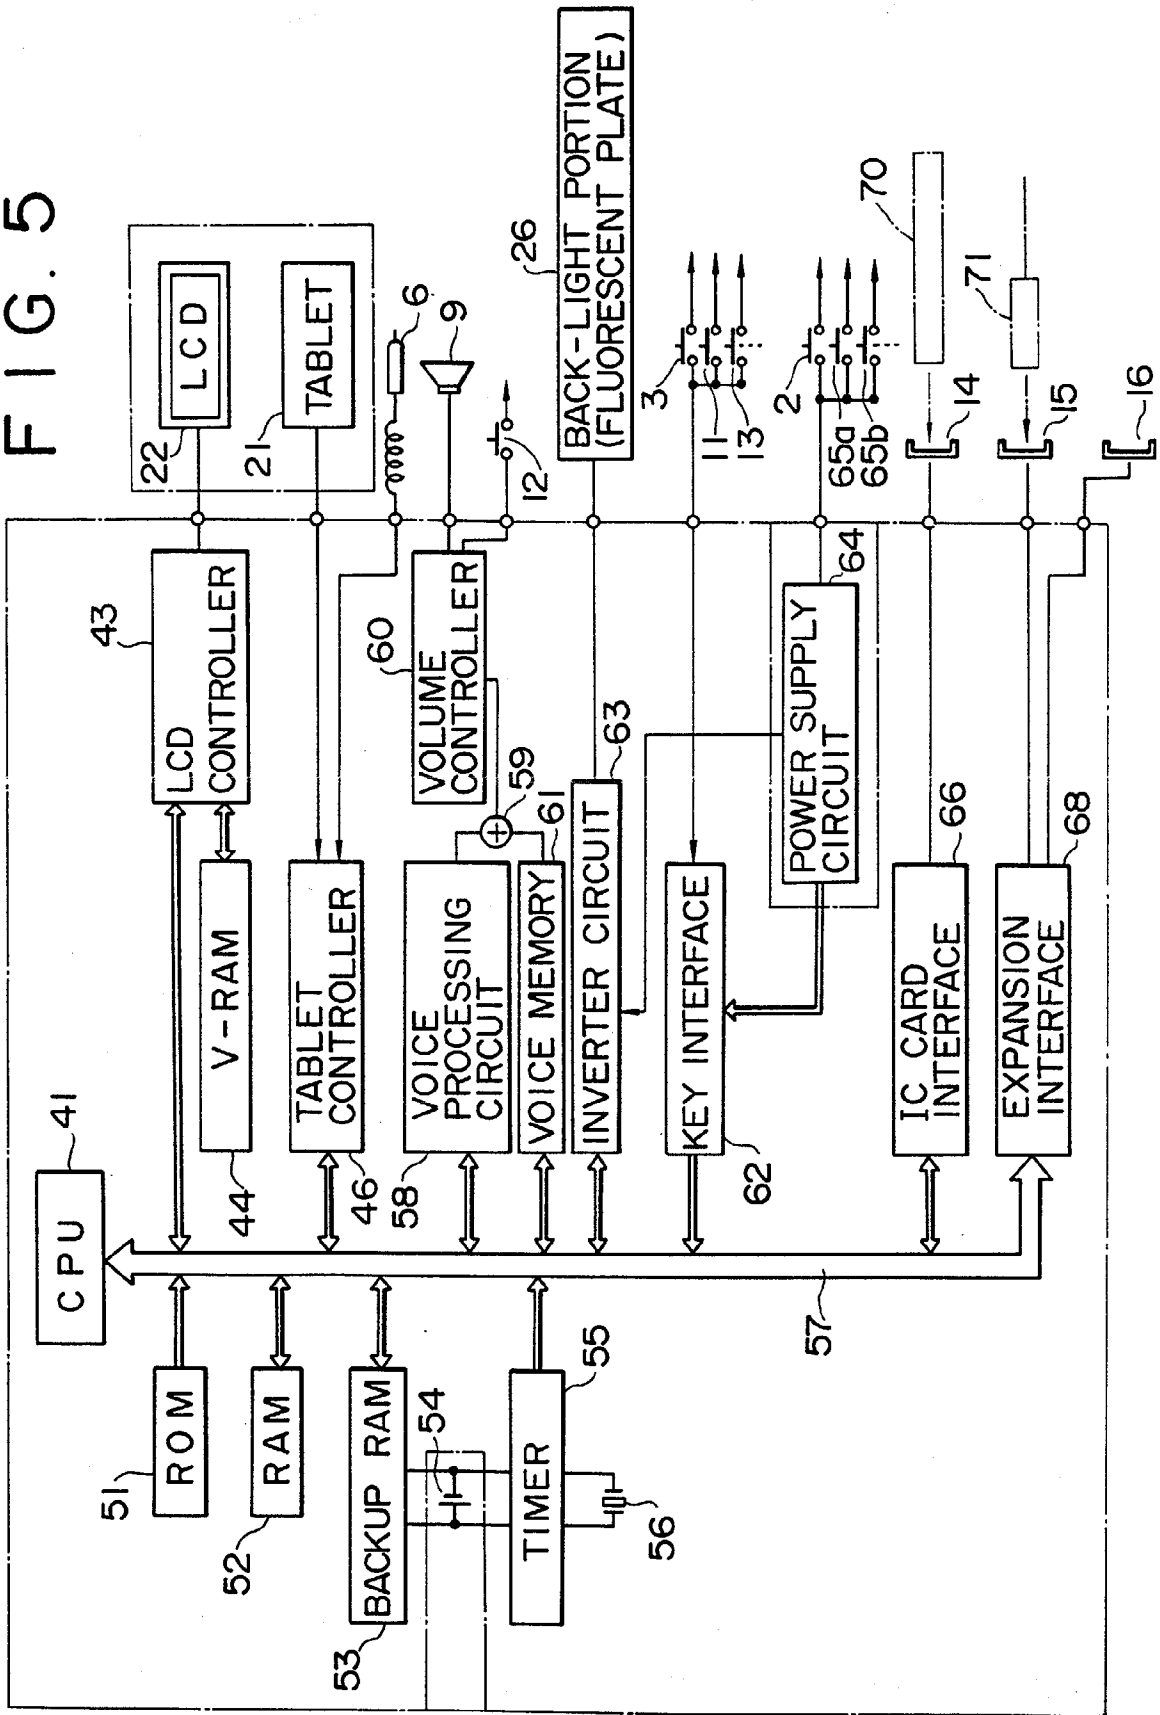 FIG. 5
CPU
41
ROM
51
RAM
52
BACKUP RAM
53
54
TIMER
55
56
57
LCD
CONTROLLER
43
V-RAM
44
TABLET
CONTROLLER
46
VOICE
PROCESSING
CIRCUIT
58
59
VOLUME
CONTROLLER
60
VOICE MEMORY
61
INVERTER CIRCUIT
63
KEY INTERFACE
62
POWER SUPPLY
CIRCUIT
64
IC CARD
INTERFACE
66
EXPANSION
INTERFACE
68
LCD
22
TABLET
21
6
9
12
BACK-LIGHT PORTION
(FLUORESCENT PLATE)
26
3
11
13
2
65a
65b
70
14
71
15
16